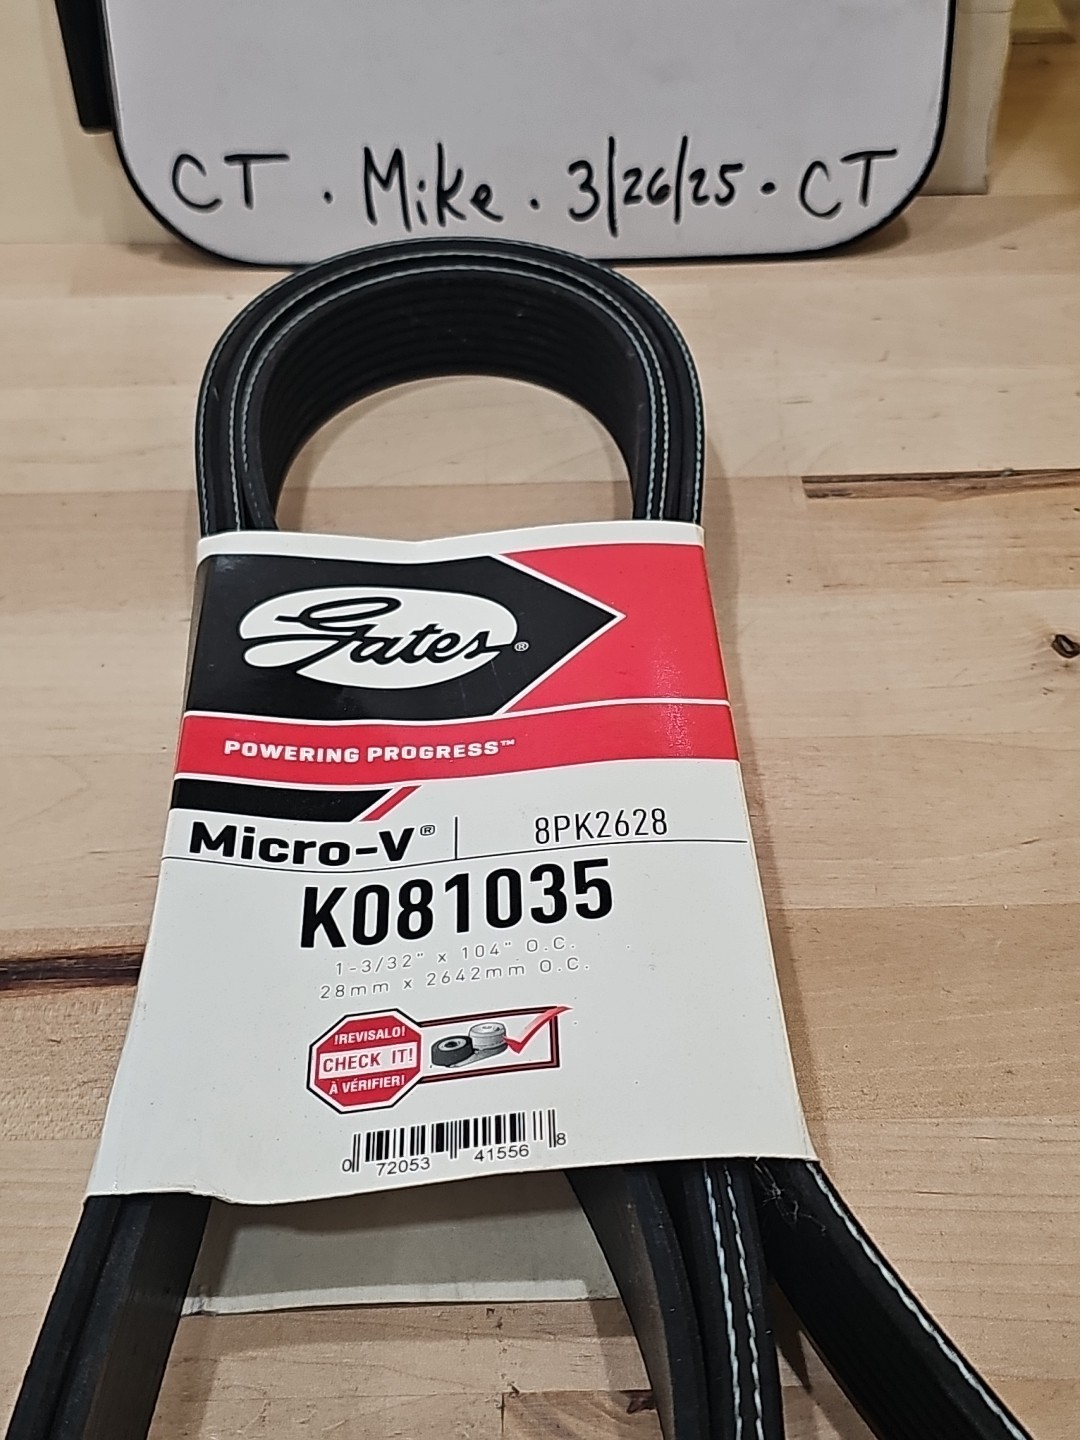 CT . Mike . 3/26/25 . CT
Gates®
POWERING PROGRESS™
Micro-V® | 8PK2628
K081035
1-3/32" x 104" O.C.
28mm x 2642mm O.C.
!REVISALO!
CHECK IT!
À VÉRIFIER!
0 72053 41556 8